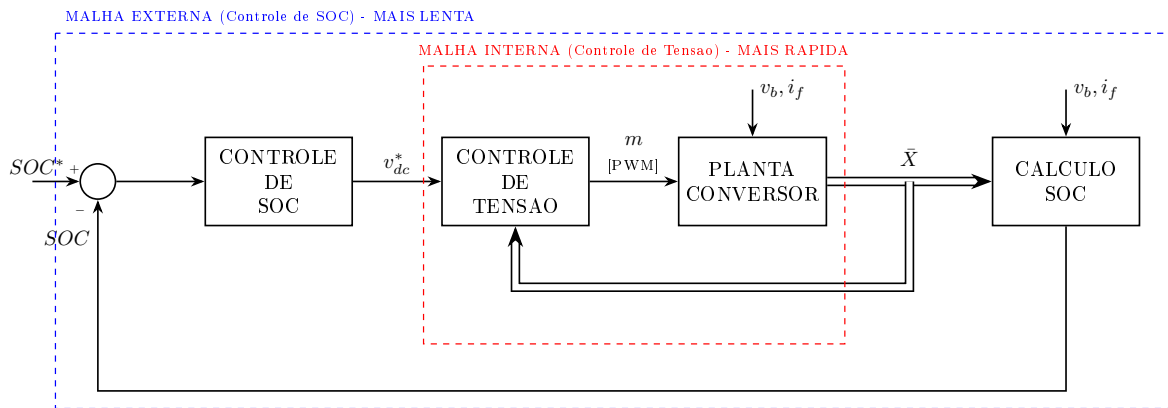 MALHA EXTERNA (Controle de SOC) - MAIS LENTA
MALHA INTERNA (Controle de Tensao) - MAIS RAPIDA
v_b, i_f
v_b, i_f
SOC*
+
−
SOC
CONTROLE
DE
SOC
v*_dc
CONTROLE
DE
TENSAO
m
[PWM]
PLANTA
CONVERSOR
X̄
CALCULO
SOC